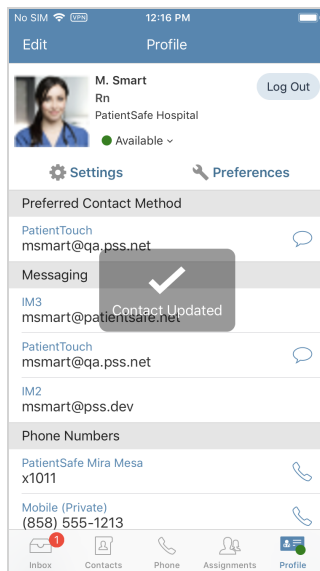 No SIM VPN 12:16 PM
Edit Profile
M. Smart
Rn
PatientSafe Hospital
Available
Log Out
Settings Preferences
Preferred Contact Method
PatientTouch
msmart@qa.pss.net
Messaging
Contact Updated
IM3
msmart@patientsafe.net
PatientTouch
msmart@qa.pss.net
IM2
msmart@pss.dev
Phone Numbers
PatientSafe Mira Mesa
x1011
Mobile (Private)
(858) 555-1213
1
Inbox Contacts Phone Assignments Profile